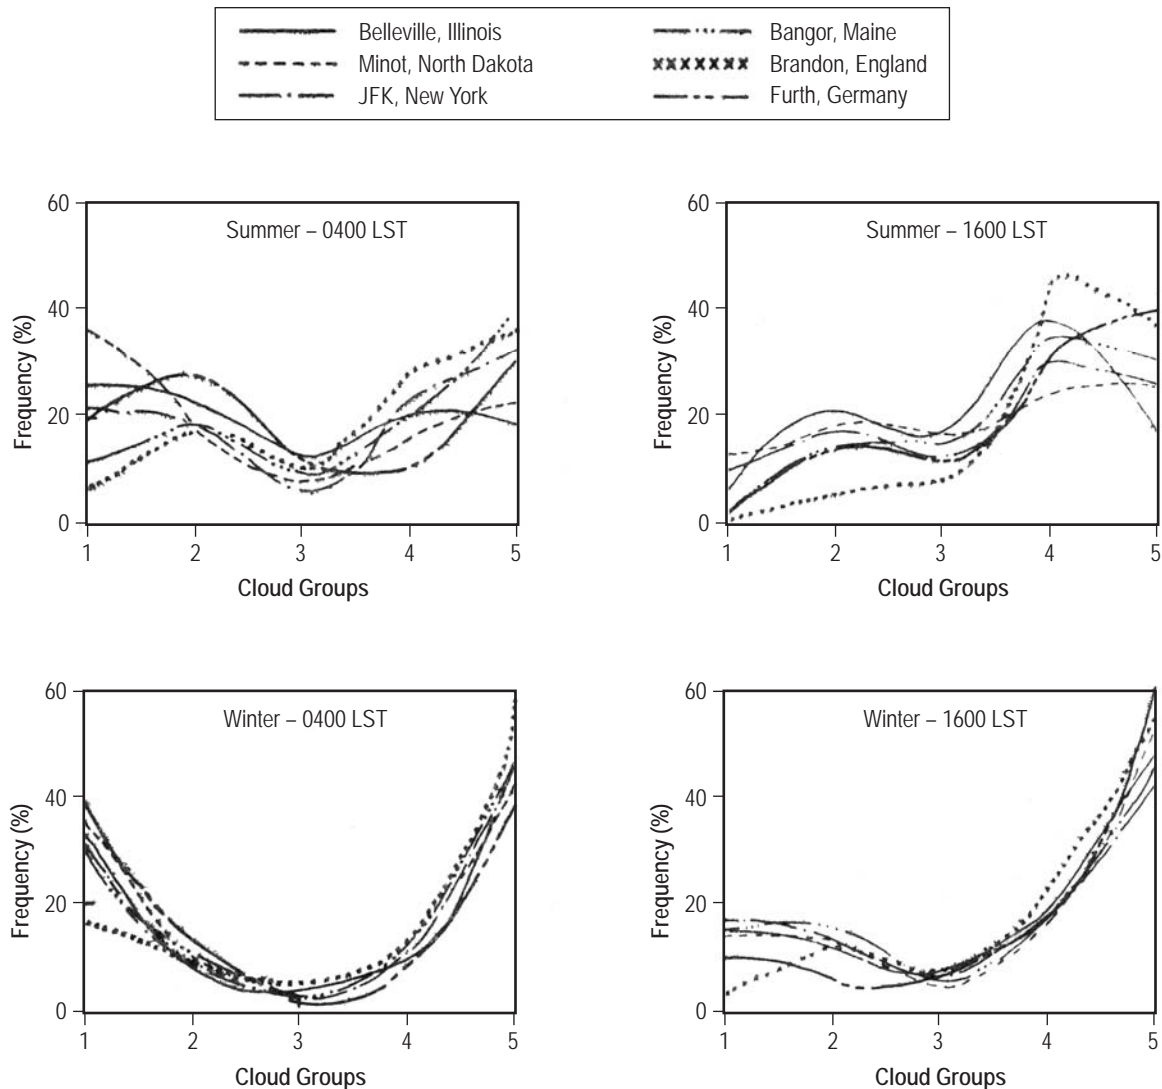 Belleville, Illinois
Minot, North Dakota
JFK, New York
Bangor, Maine
Brandon, England
Furth, Germany
Summer – 0400 LST
Frequency (%)
60
40
20
0
1 2 3 4 5
Cloud Groups
Summer – 1600 LST
Frequency (%)
60
40
20
0
1 2 3 4 5
Cloud Groups
Winter – 0400 LST
Frequency (%)
60
40
20
0
1 2 3 4 5
Cloud Groups
Winter – 1600 LST
Frequency (%)
60
40
20
0
1 2 3 4 5
Cloud Groups